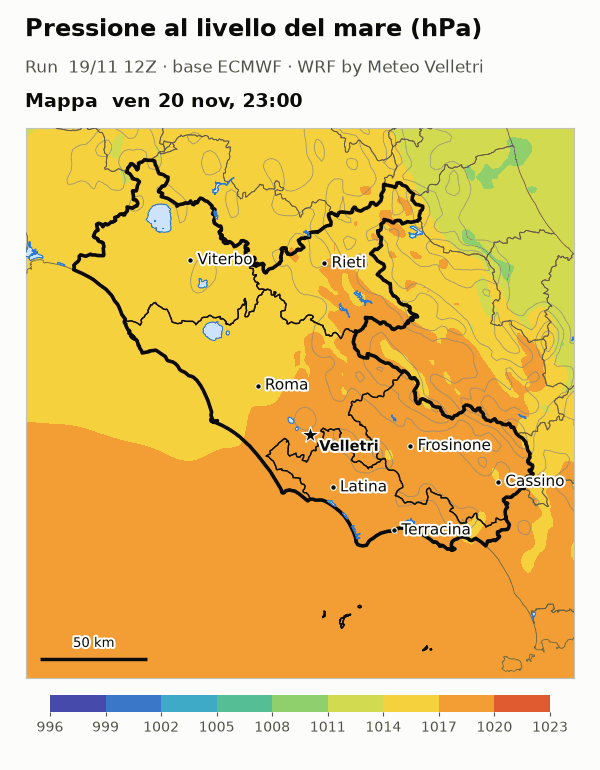 Pressione al livello del mare (hPa)
Run  19/11 12Z · base ECMWF · WRF by Meteo Velletri
Mappa  ven 20 nov, 23:00
Viterbo
Rieti
Roma
Velletri
Frosinone
Cassino
Latina
Terracina
50 km
996 999 1002 1005 1008 1011 1014 1017 1020 1023